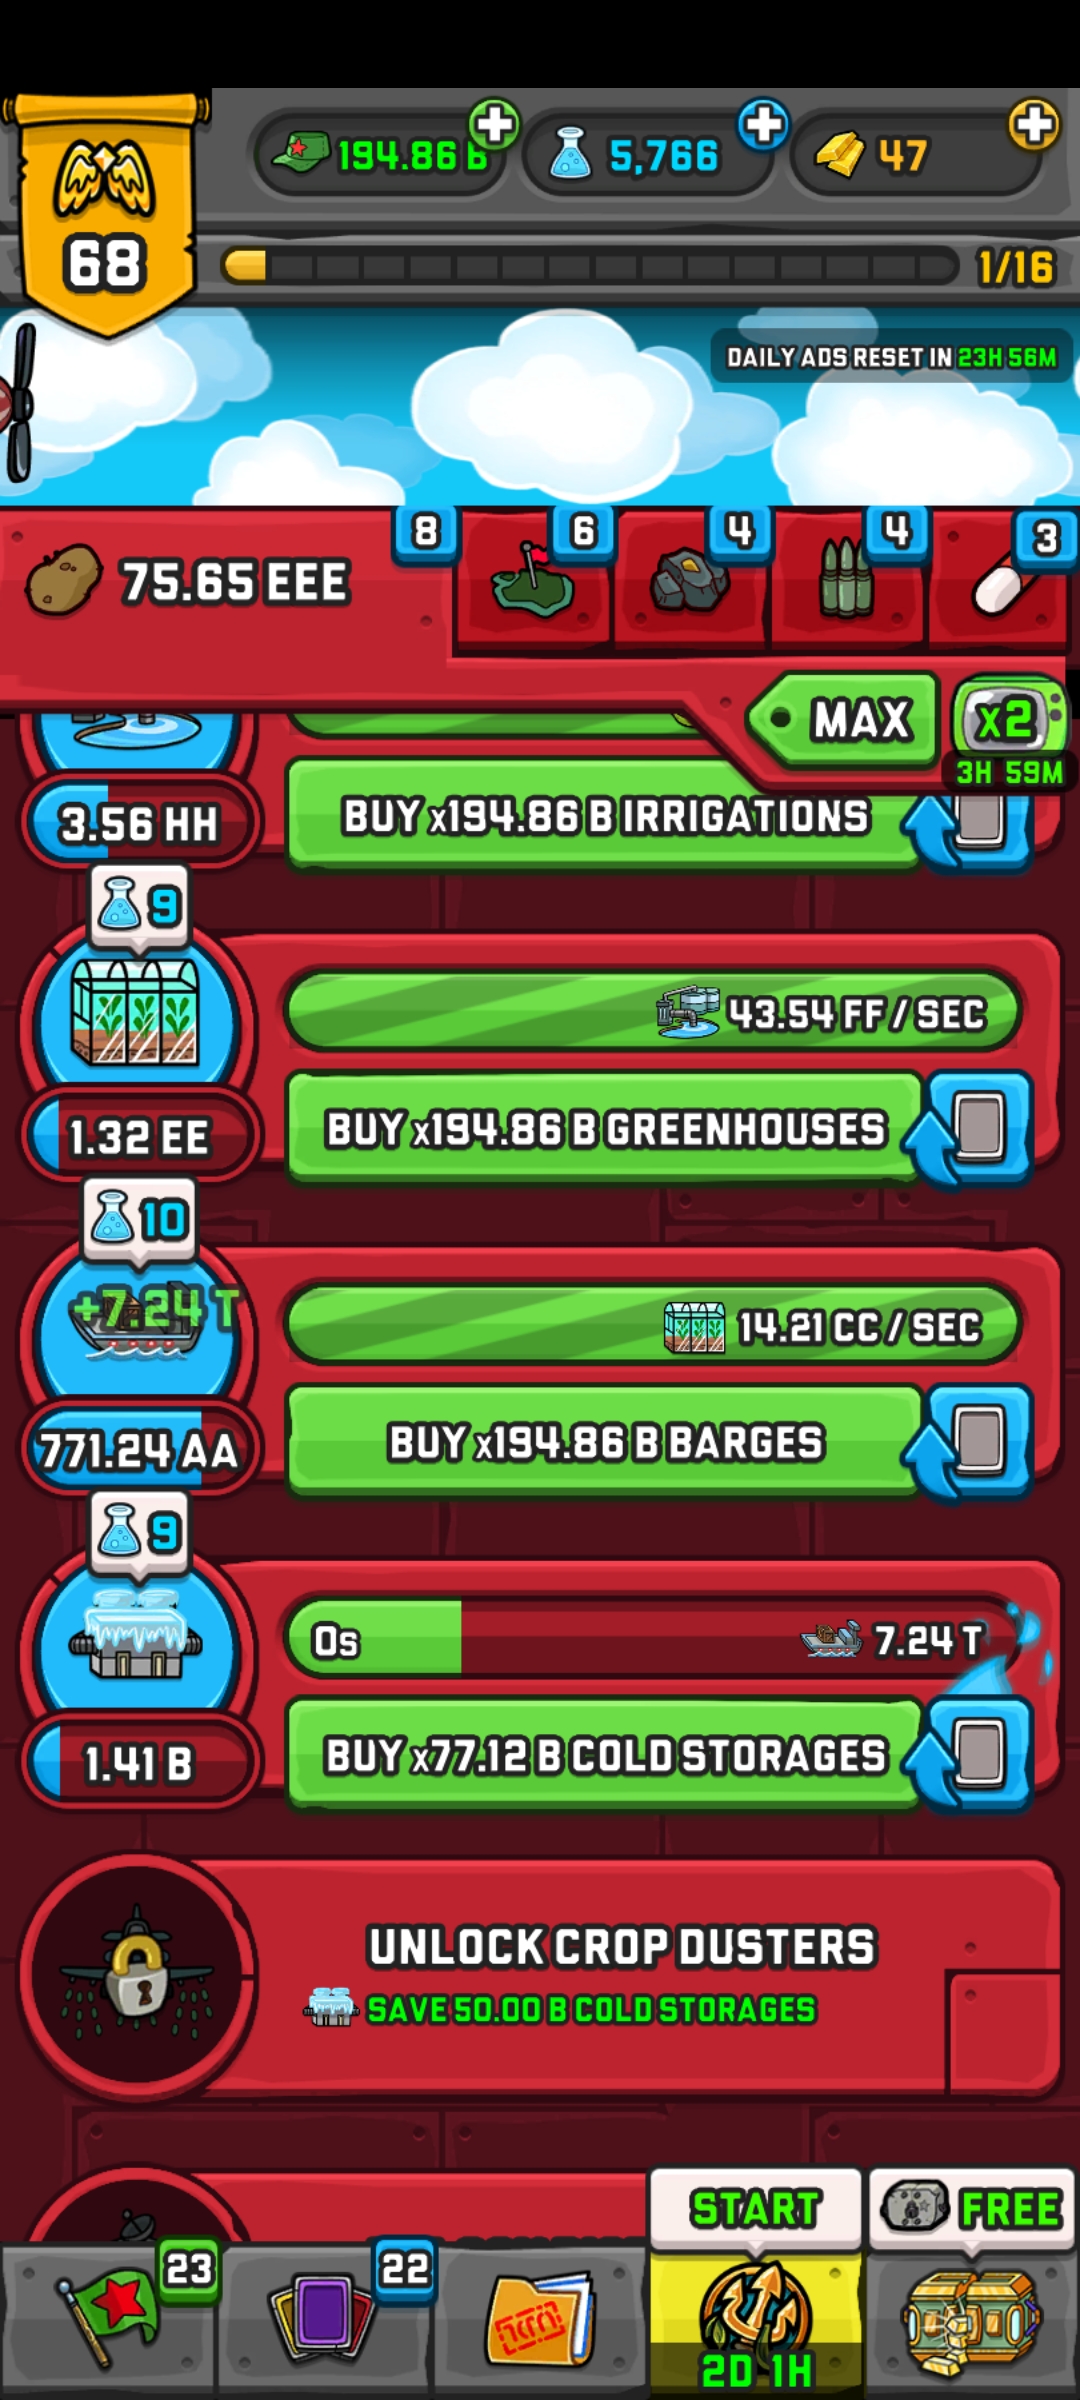 194.86 B
5,766
47
68
1/16
DAILY ADS RESET IN 23H 56M
75.65 EEE
8
6
4
4
3
MAX
x2
3H 59M
3.56 HH
BUY x194.86 B IRRIGATIONS
9
43.54 FF / SEC
1.32 EE
BUY x194.86 B GREENHOUSES
10
+7.24 T
14.21 CC / SEC
771.24 AA
BUY x194.86 B BARGES
9
0s
7.24 T
1.41 B
BUY x77.12 B COLD STORAGES
UNLOCK CROP DUSTERS
SAVE 50.00 B COLD STORAGES
START
FREE
23
22
2D 1H